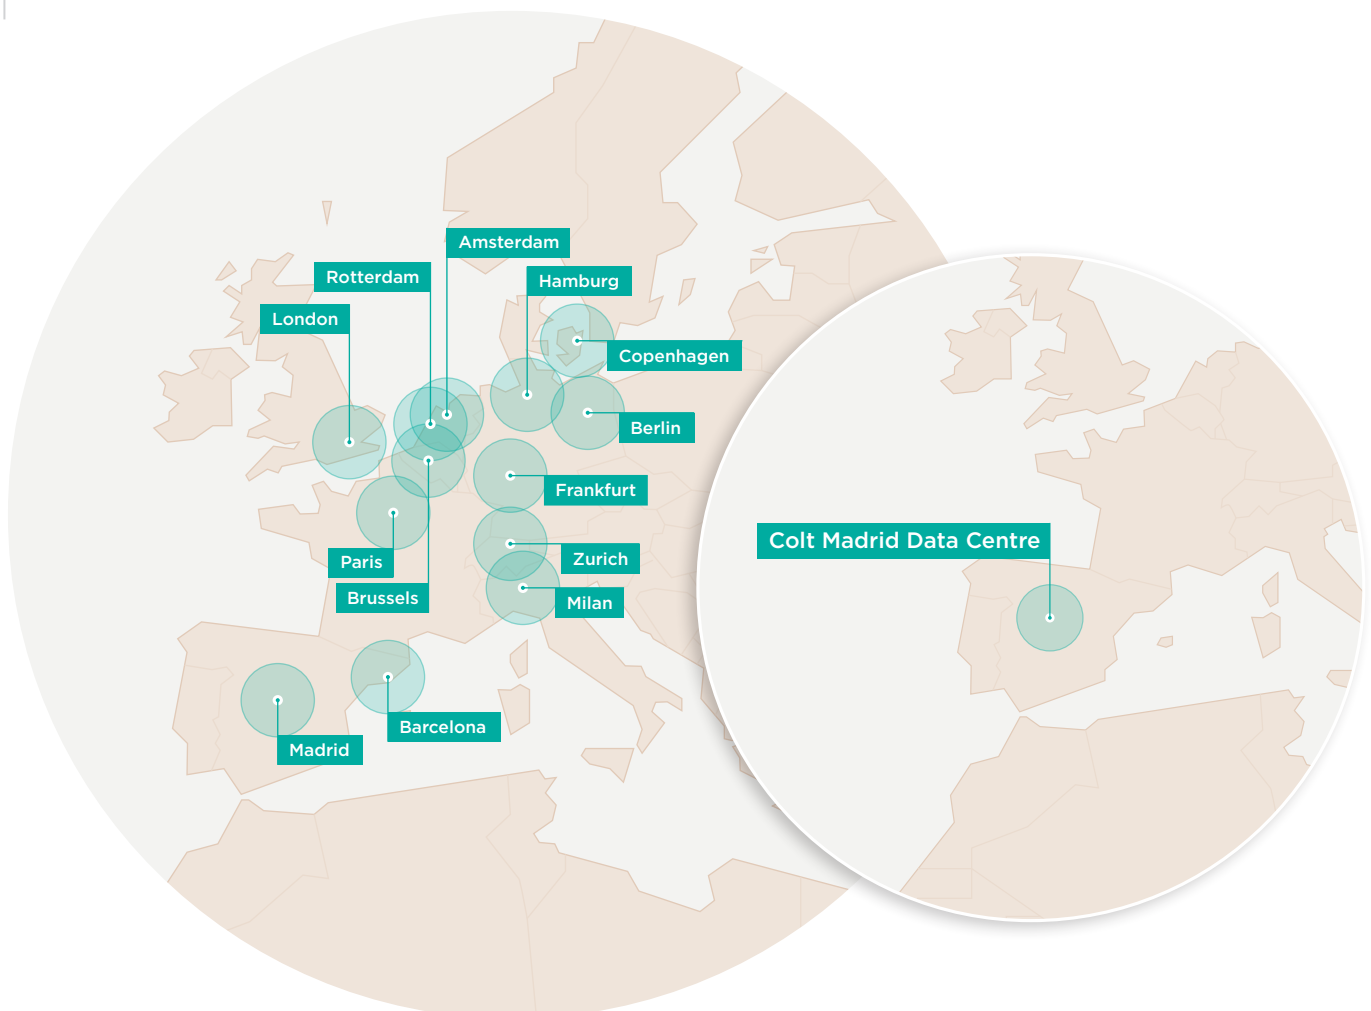 Amsterdam
Rotterdam
Hamburg
London
Copenhagen
Berlin
Frankfurt
Paris
Zurich
Brussels
Milan
Barcelona
Madrid
Colt Madrid Data Centre